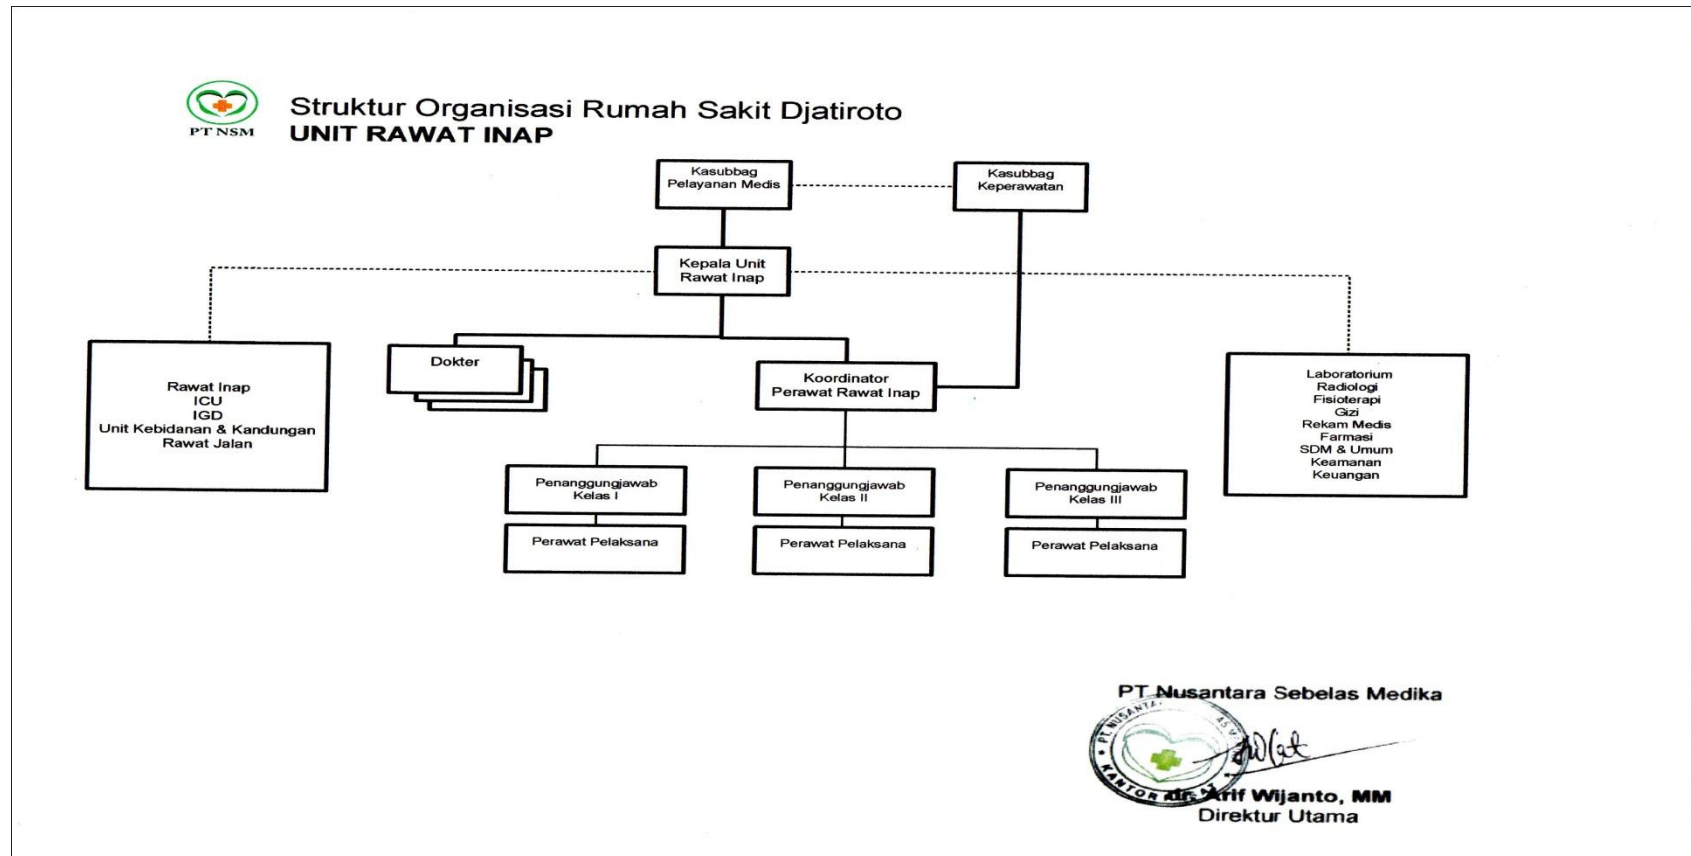 PT NSM
Struktur Organisasi Rumah Sakit Djatiroto
UNIT RAWAT INAP
Kasubbag
Pelayanan Medis
Kasubbag
Keperawatan
Kepala Unit
Rawat Inap
Rawat Inap
ICU
IGD
Unit Kebidanan & Kandungan
Rawat Jalan
Dokter
Koordinator
Perawat Rawat Inap
Laboratorium
Radiologi
Fisioterapi
Gizi
Rekam Medis
Farmasi
SDM & Umum
Keamanan
Keuangan
Penanggungjawab
Kelas I
Penanggungjawab
Kelas II
Penanggungjawab
Kelas III
Perawat Pelaksana
Perawat Pelaksana
Perawat Pelaksana
PT Nusantara Sebelas Medika
KANTOR
dr. Arif Wijanto, MM
Direktur Utama